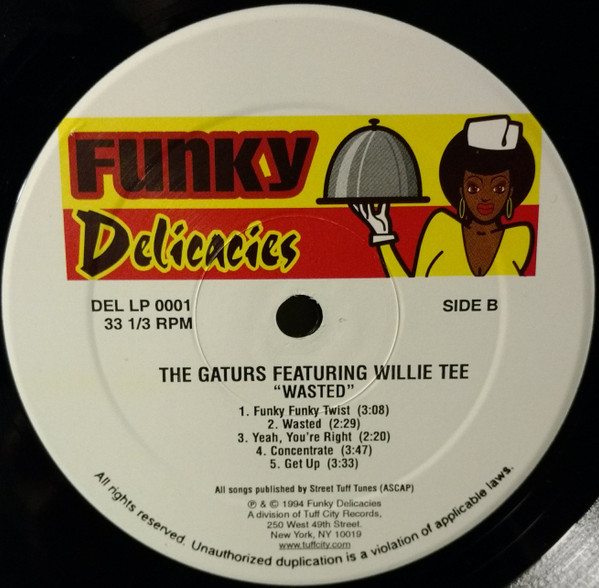 FUNKY
Delicacies
DEL LP 0001
33 1/3 RPM
SIDE B
THE GATURS FEATURING WILLIE TEE
“WASTED”
1. Funky Funky Twist (3:08)
2. Wasted (2:29)
3. Yeah, You're Right (2:20)
4. Concentrate (3:47)
5. Get Up (3:33)
All songs published by Street Tuff Tunes (ASCAP)
℗ & © 1994 Funky Delicacies
A division of Tuff City Records,
250 West 49th Street.
New York, NY 10019
www.tuffcity.com
All rights reserved. Unauthorized duplication is a violation of applicable laws.